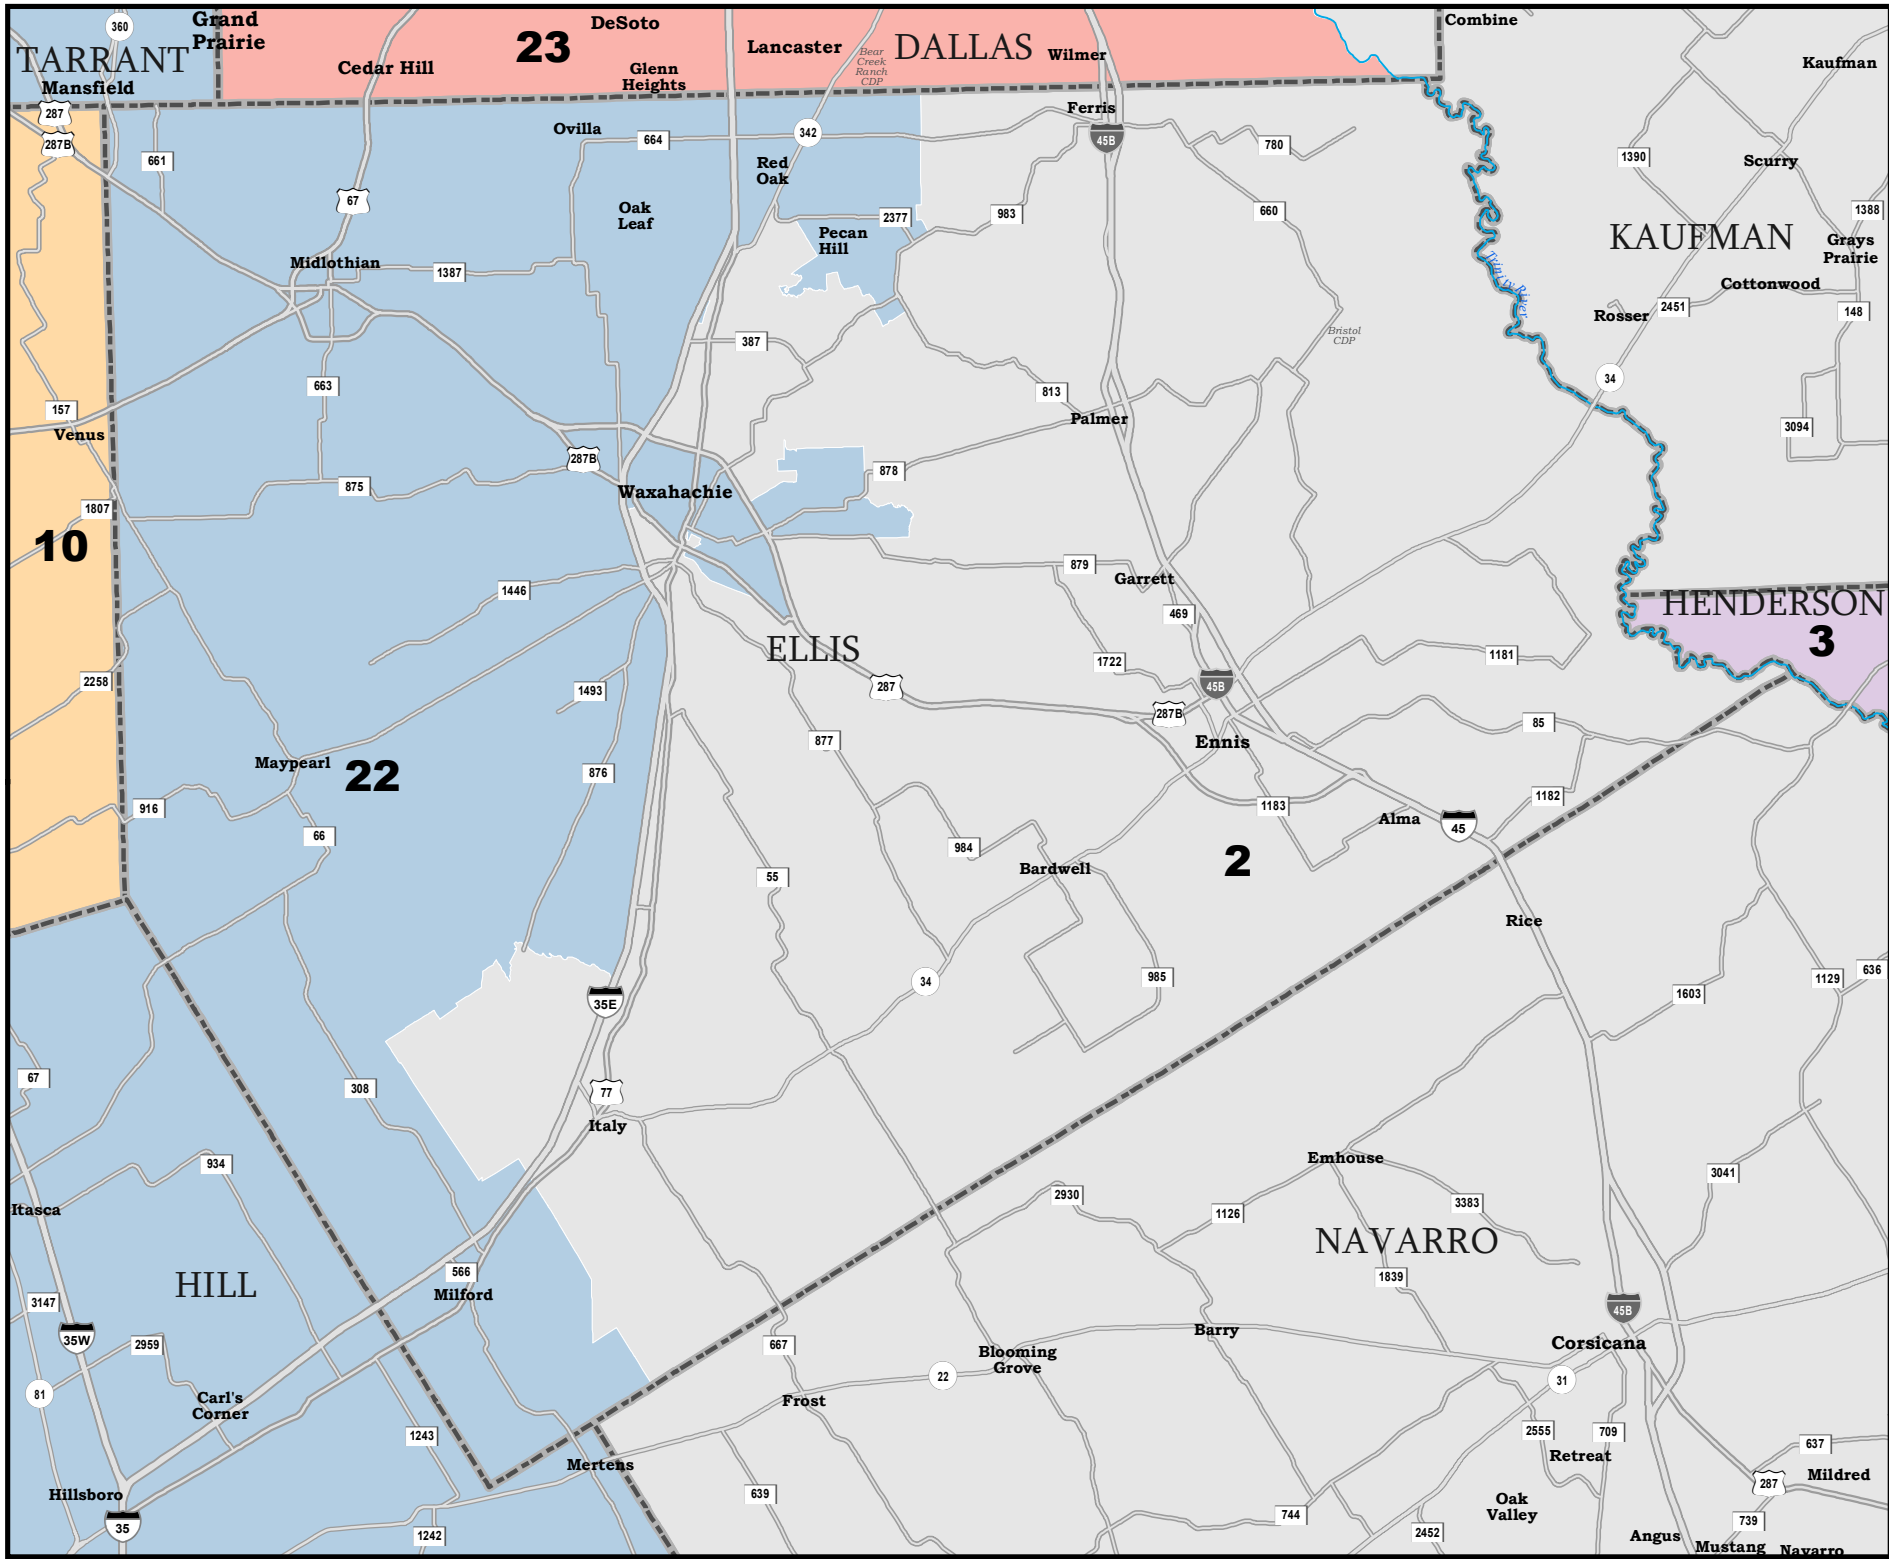 360
Grand
Prairie
DeSoto
23
Combine
TARRANT
Mansfield
Cedar Hill
Glenn
Heights
Lancaster
Bear
Creek
Ranch
CDP
DALLAS
Wilmer
Kaufman
287
287B
661
Ovilla
664
342
Ferris
45B
780
1390
Scurry
67
Red
Oak
Oak
Leaf
2377
Pecan
Hill
983
660
1388
KAUFMAN
Grays
Prairie
Midlothian
1387
Trinity River
Cottonwood
Rosser
2451
148
387
Bristol
CDP
663
813
Palmer
34
157
Venus
3094
287B
878
875
Waxahachie
1807
10
1446
879
Garrett
469
HENDERSON
3
ELLIS
1722
1181
2258
1493
287
45B
287B
85
877
Ennis
Maypearl
22
876
1182
916
66
1183
Alma
45
984
2
55
Bardwell
Rice
34
985
1603
1129
636
35E
67
308
77
Italy
934
Emhouse
3041
Itasca
2930
1126
3383
NAVARRO
HILL
566
Milford
1839
3147
45B
35W
2959
667
Barry
Corsicana
Blooming
Grove
22
31
81
Carl's
Corner
Frost
1243
2555
709
637
Retreat
Mertens
287
Mildred
Hillsboro
639
Oak
Valley
744
739
35
1242
2452
Angus
Mustang
Navarro